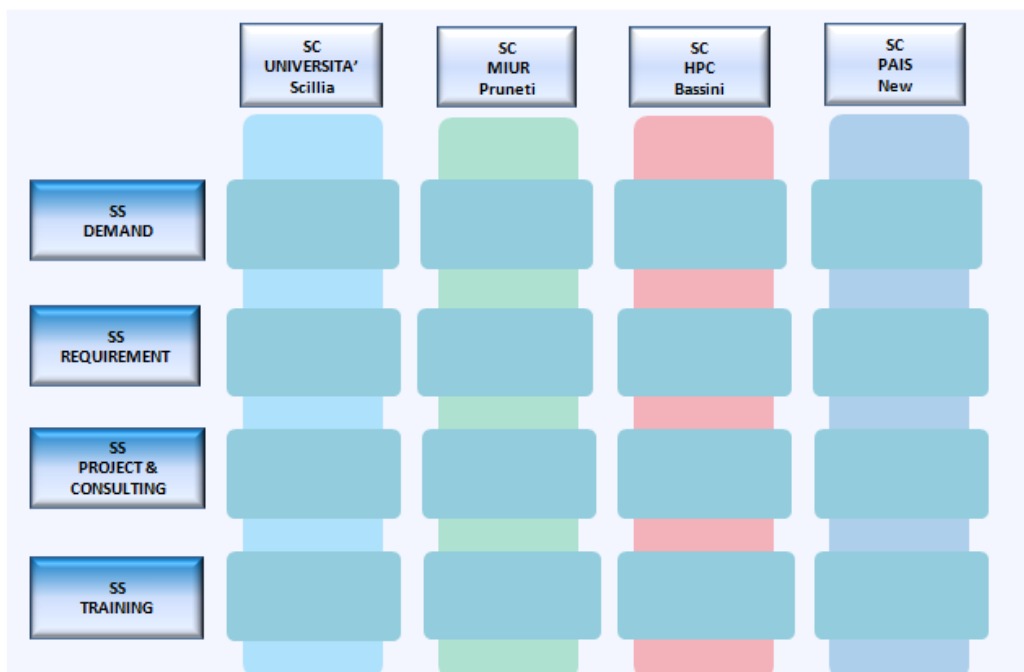 SC
UNIVERSITA’
Scillia
SC
MIUR
Pruneti
SC
HPC
Bassini
SC
PAIS
New
SS
DEMAND
SS
REQUIREMENT
SS
PROJECT &
CONSULTING
SS
TRAINING